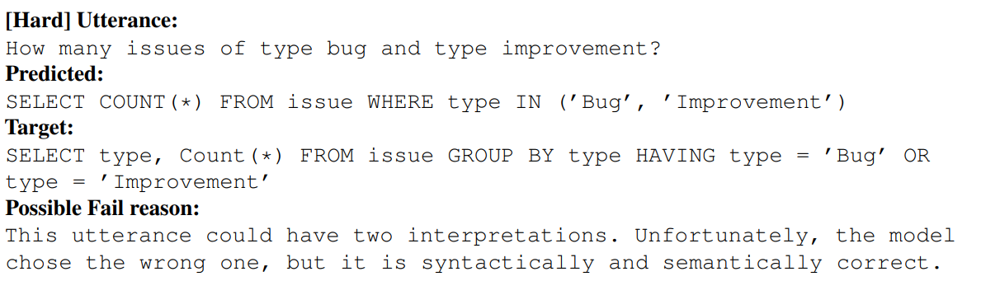 [Hard] Utterance:
How many issues of type bug and type improvement?
Predicted:
SELECT COUNT(*) FROM issue WHERE type IN ('Bug', 'Improvement')
Target:
SELECT type, Count(*) FROM issue GROUP BY type HAVING type = 'Bug' OR
type = 'Improvement'
Possible Fail reason:
This utterance could have two interpretations. Unfortunately, the model
chose the wrong one, but it is syntactically and semantically correct.